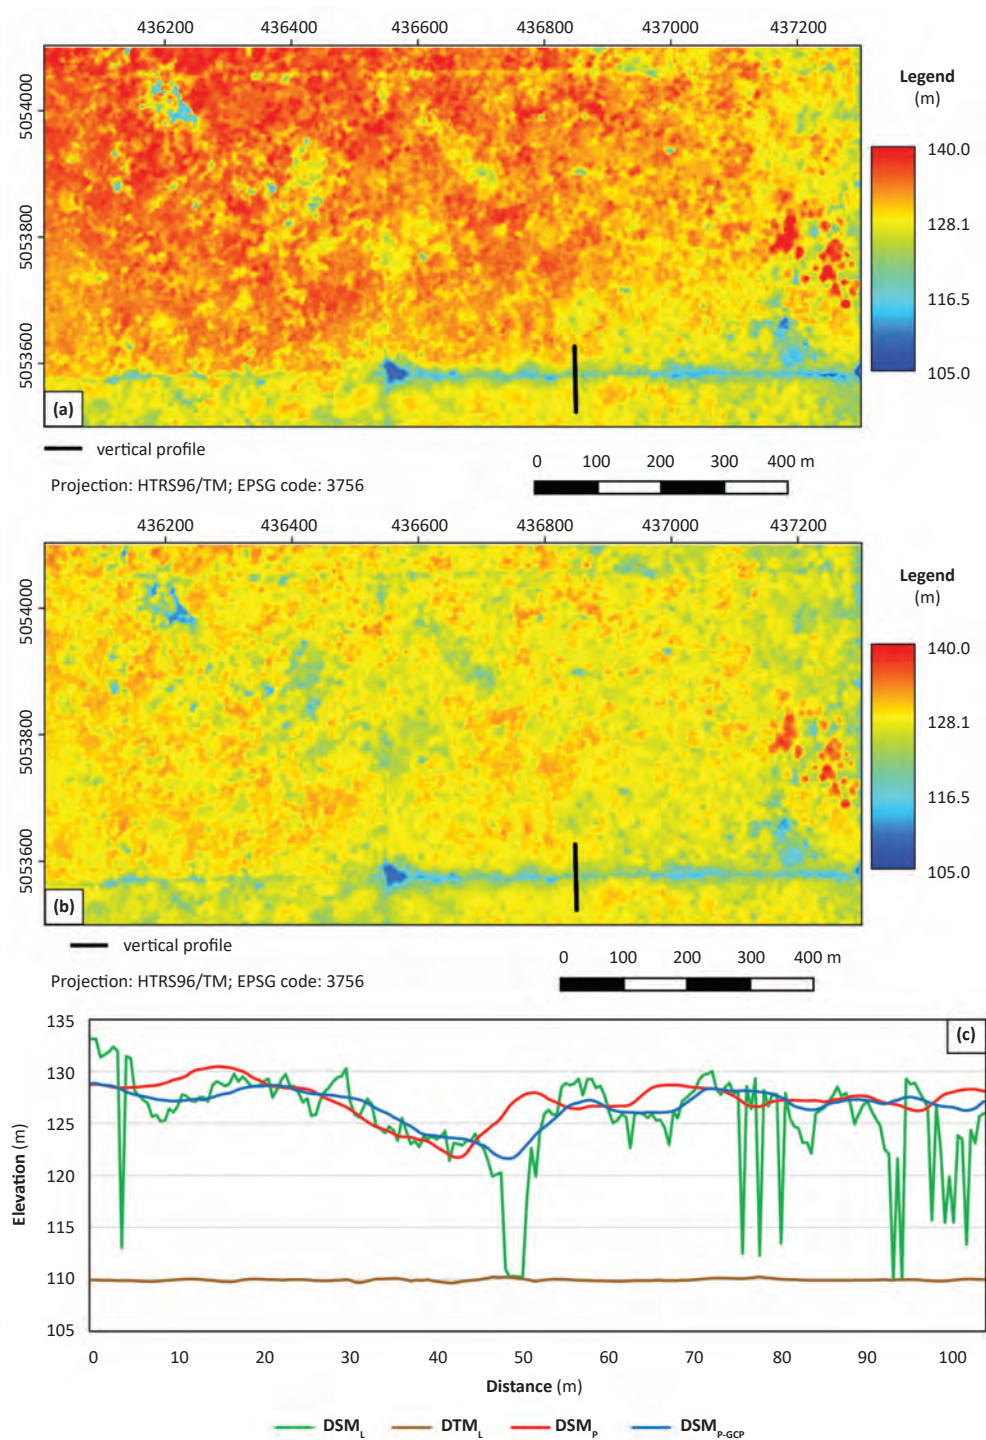 436200 436400 436600 436800 437000 437200
5054000
5053800
5053600
Legend
(m)
140.0
128.1
116.5
105.0
(a)
vertical profile
0 100 200 300 400 m
Projection: HTRS96/TM; EPSG code: 3756
436200 436400 436600 436800 437000 437200
5054000
5053800
5053600
Legend
(m)
140.0
128.1
116.5
105.0
(b)
vertical profile
0 100 200 300 400 m
Projection: HTRS96/TM; EPSG code: 3756
(c)
Elevation (m)
135
130
125
120
115
110
105
0 10 20 30 40 50 60 70 80 90 100
Distance (m)
DSML DTML DSMP DSMP-GCP